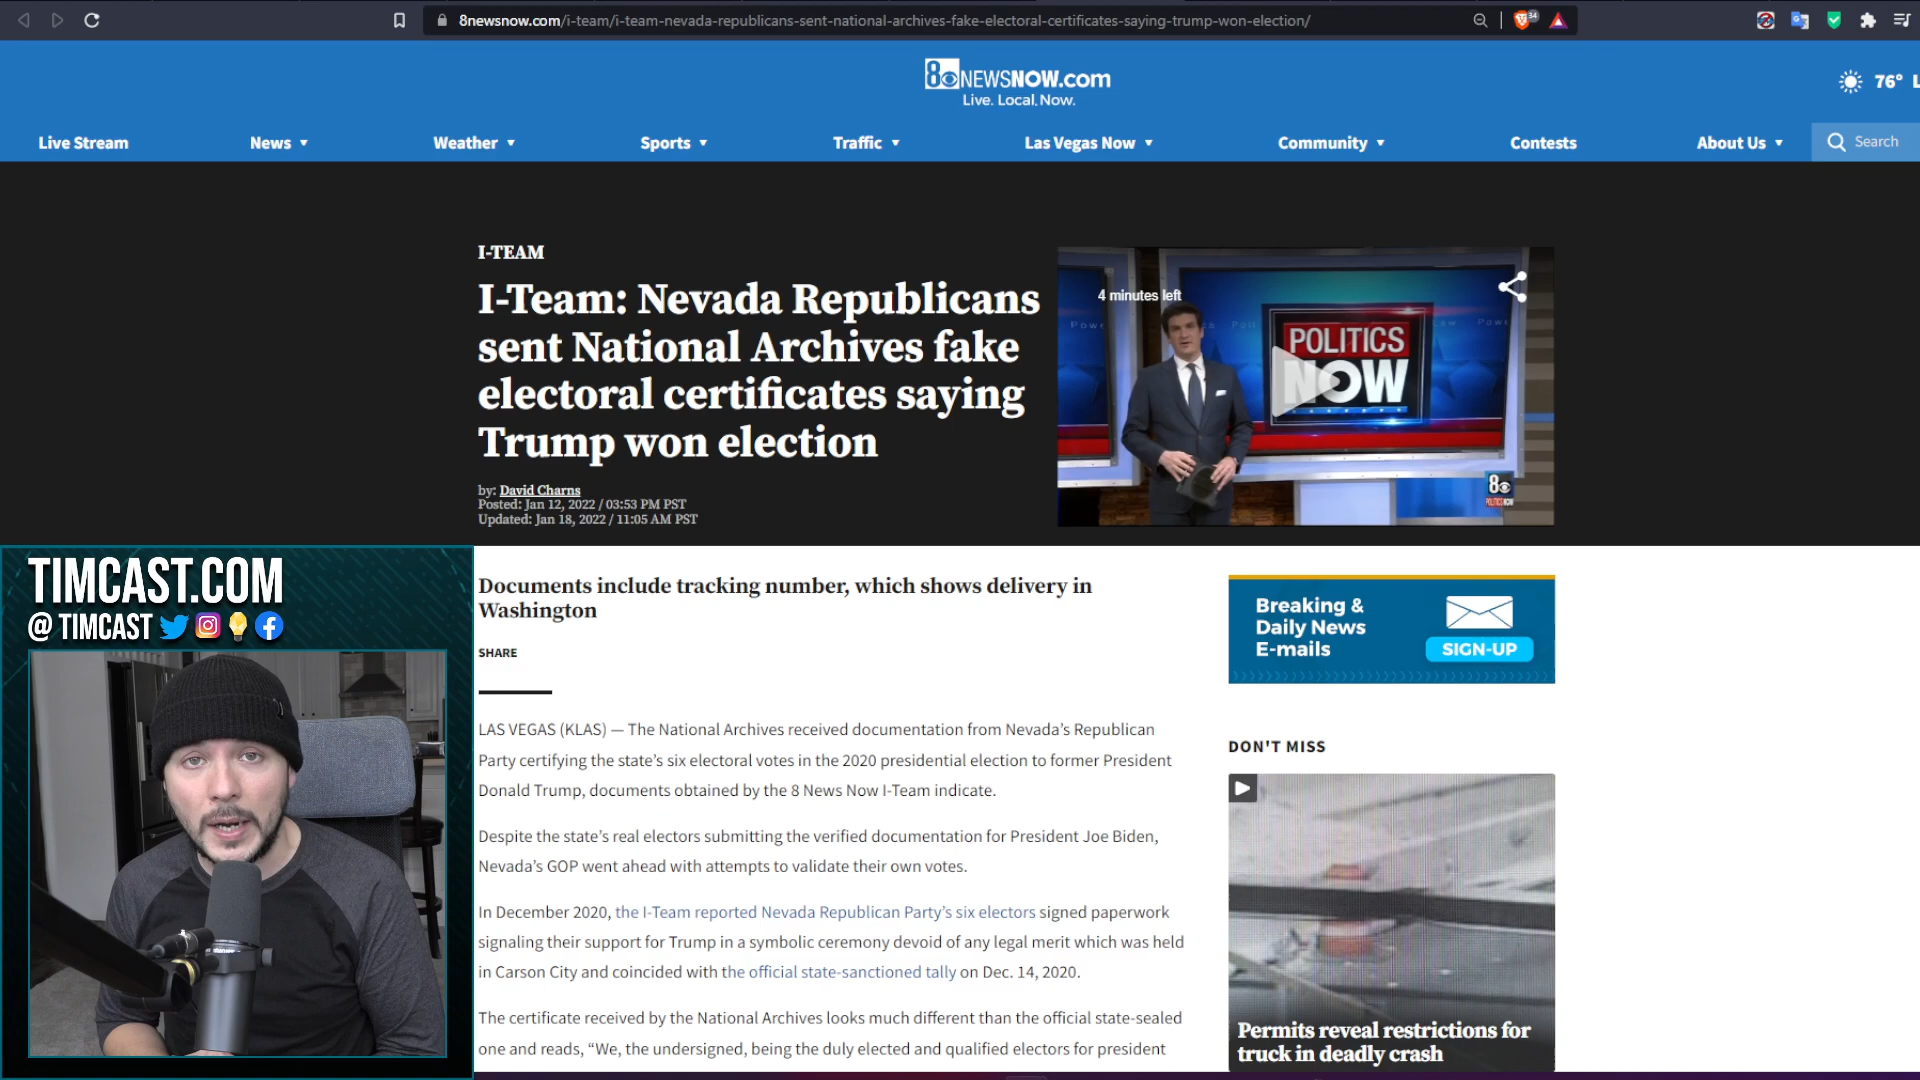 8newsnow.com/i-team/i-team-nevada-republicans-sent-national-archives-fake-electoral-certificates-saying-trump-won-election/
34
8NEWSNOW.com
Live. Local. Now.
76°
Live Stream
News
Weather
Sports
Traffic
Las Vegas Now
Community
Contests
About Us
Search
I-TEAM
I-Team: Nevada Republicans
sent National Archives fake
electoral certificates saying
Trump won election
by: David Charns
Posted: Jan 12, 2022 / 03:53 PM PST
Updated: Jan 18, 2022 / 11:05 AM PST
4 minutes left
POLITICS
NOW
8
POLITICS NOW
TIMCAST.COM
@ TIMCAST
Documents include tracking number, which shows delivery in
Washington
SHARE
LAS VEGAS (KLAS) — The National Archives received documentation from Nevada’s Republican
Party certifying the state’s six electoral votes in the 2020 presidential election to former President
Donald Trump, documents obtained by the 8 News Now I-Team indicate.
Despite the state’s real electors submitting the verified documentation for President Joe Biden,
Nevada’s GOP went ahead with attempts to validate their own votes.
In December 2020, the I-Team reported Nevada Republican Party’s six electors signed paperwork
signaling their support for Trump in a symbolic ceremony devoid of any legal merit which was held
in Carson City and coincided with the official state-sanctioned tally on Dec. 14, 2020.
The certificate received by the National Archives looks much different than the official state-sealed
one and reads, “We, the undersigned, being the duly elected and qualified electors for president
Breaking &
Daily News
E-mails
SIGN-UP
DON'T MISS
Permits reveal restrictions for
truck in deadly crash